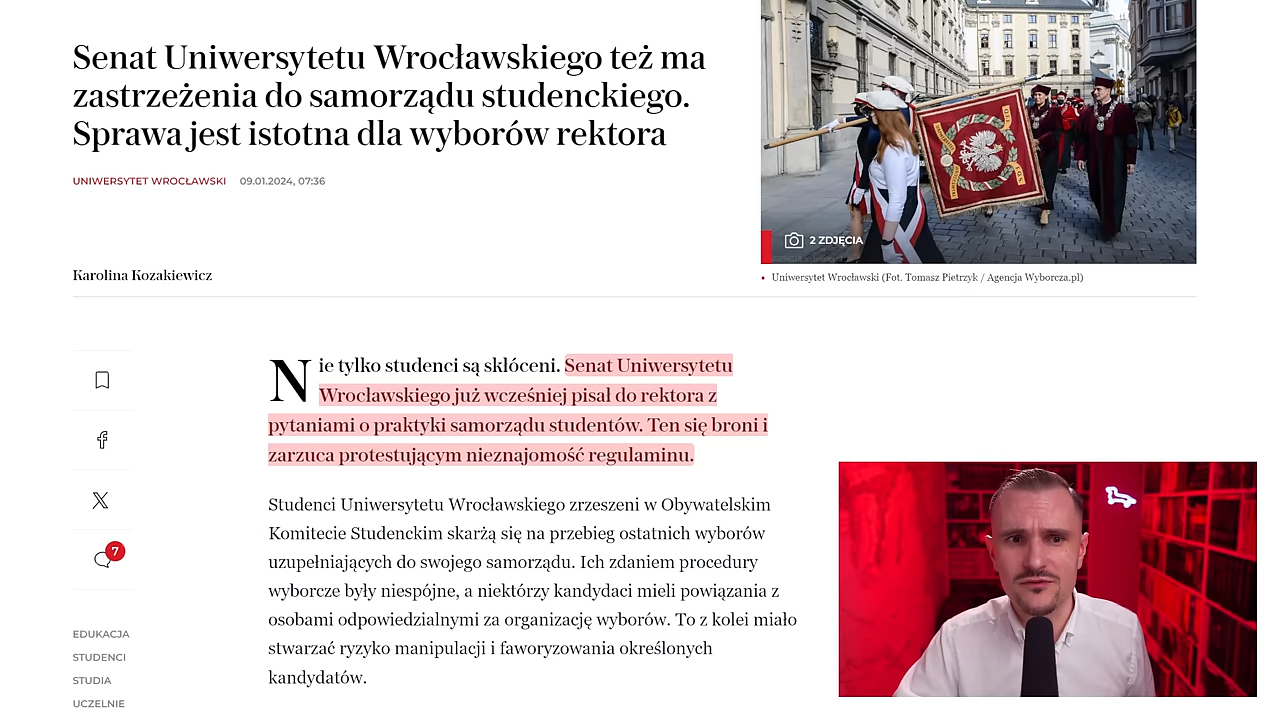 Senat Uniwersytetu Wrocławskiego też ma
zastrzeżenia do samorządu studenckiego.
Sprawa jest istotna dla wyborów rektora
UNIWERSYTET WROCŁAWSKI 09.01.2024, 07:36
Karolina Kozakiewicz
2 ZDJĘCIA
• Uniwersytet Wrocławski (Fot. Tomasz Pietrzyk / Agencja Wyborcza.pl)
Nie tylko studenci są skłóceni. Senat Uniwersytetu
Wrocławskiego już wcześniej pisał do rektora z
pytaniami o praktyki samorządu studentów. Ten się broni i
zarzuca protestującym nieznajomość regulaminu.
Studenci Uniwersytetu Wrocławskiego zrzeszeni w Obywatelskim
Komitecie Studenckim skarżą się na przebieg ostatnich wyborów
uzupełniających do swojego samorządu. Ich zdaniem procedury
wyborcze były niespójne, a niektórzy kandydaci mieli powiązania z
osobami odpowiedzialnymi za organizację wyborów. To z kolei miało
stwarzać ryzyko manipulacji i faworyzowania określonych
kandydatów.
7
EDUKACJA
STUDENCI
STUDIA
UCZELNIE